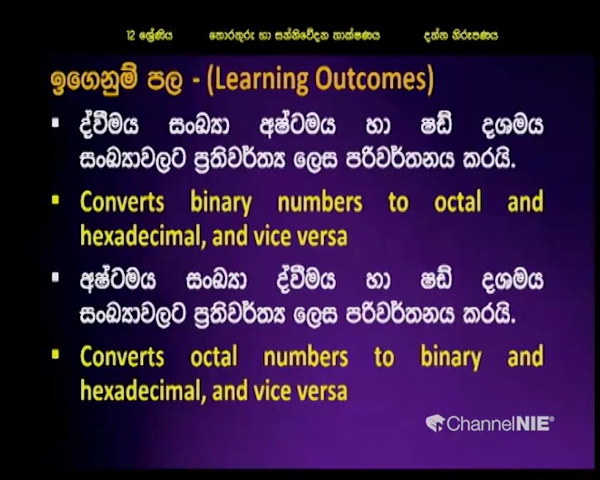 12 ශ්‍රේණිය තොරතුරු හා සන්නිවේදන තාක්ෂණය දත්ත නිරූපණය
ඉගෙනුම් පල - (Learning Outcomes)
▪ ද්වීමය සංඛ්‍යා අෂ්ටමය හා ෂඩ් දශමය
සංඛ්‍යාවලට ප්‍රතිවර්ත්‍ය ලෙස පරිවර්තනය කරයි.
▪ Converts binary numbers to octal and
hexadecimal, and vice versa
▪ අෂ්ටමය සංඛ්‍යා ද්වීමය හා ෂඩ් දශමය
සංඛ්‍යාවලට ප්‍රතිවර්ත්‍ය ලෙස පරිවර්තනය කරයි.
▪ Converts octal numbers to binary and
hexadecimal, and vice versa
ChannelNIE